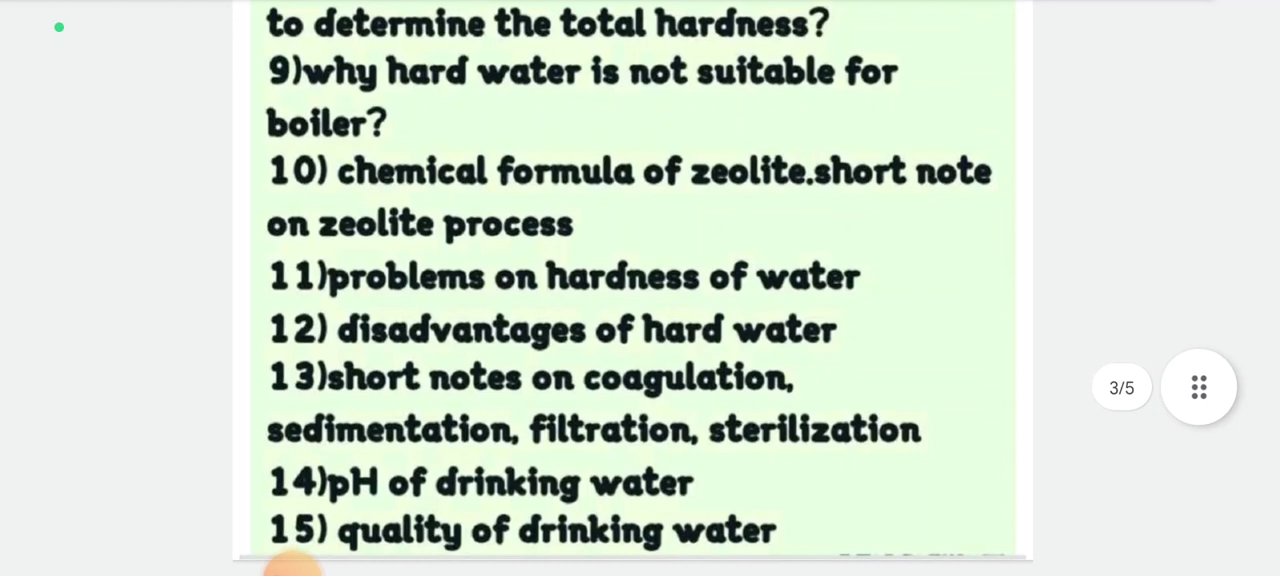 to determine the total hardness?
9)why hard water is not suitable for
boiler?
10) chemical formula of zeolite.short note
on zeolite process
11)problems on hardness of water
12) disadvantages of hard water
13)short notes on coagulation,
sedimentation, filtration, sterilization
14)pH of drinking water
15) quality of drinking water
3/5